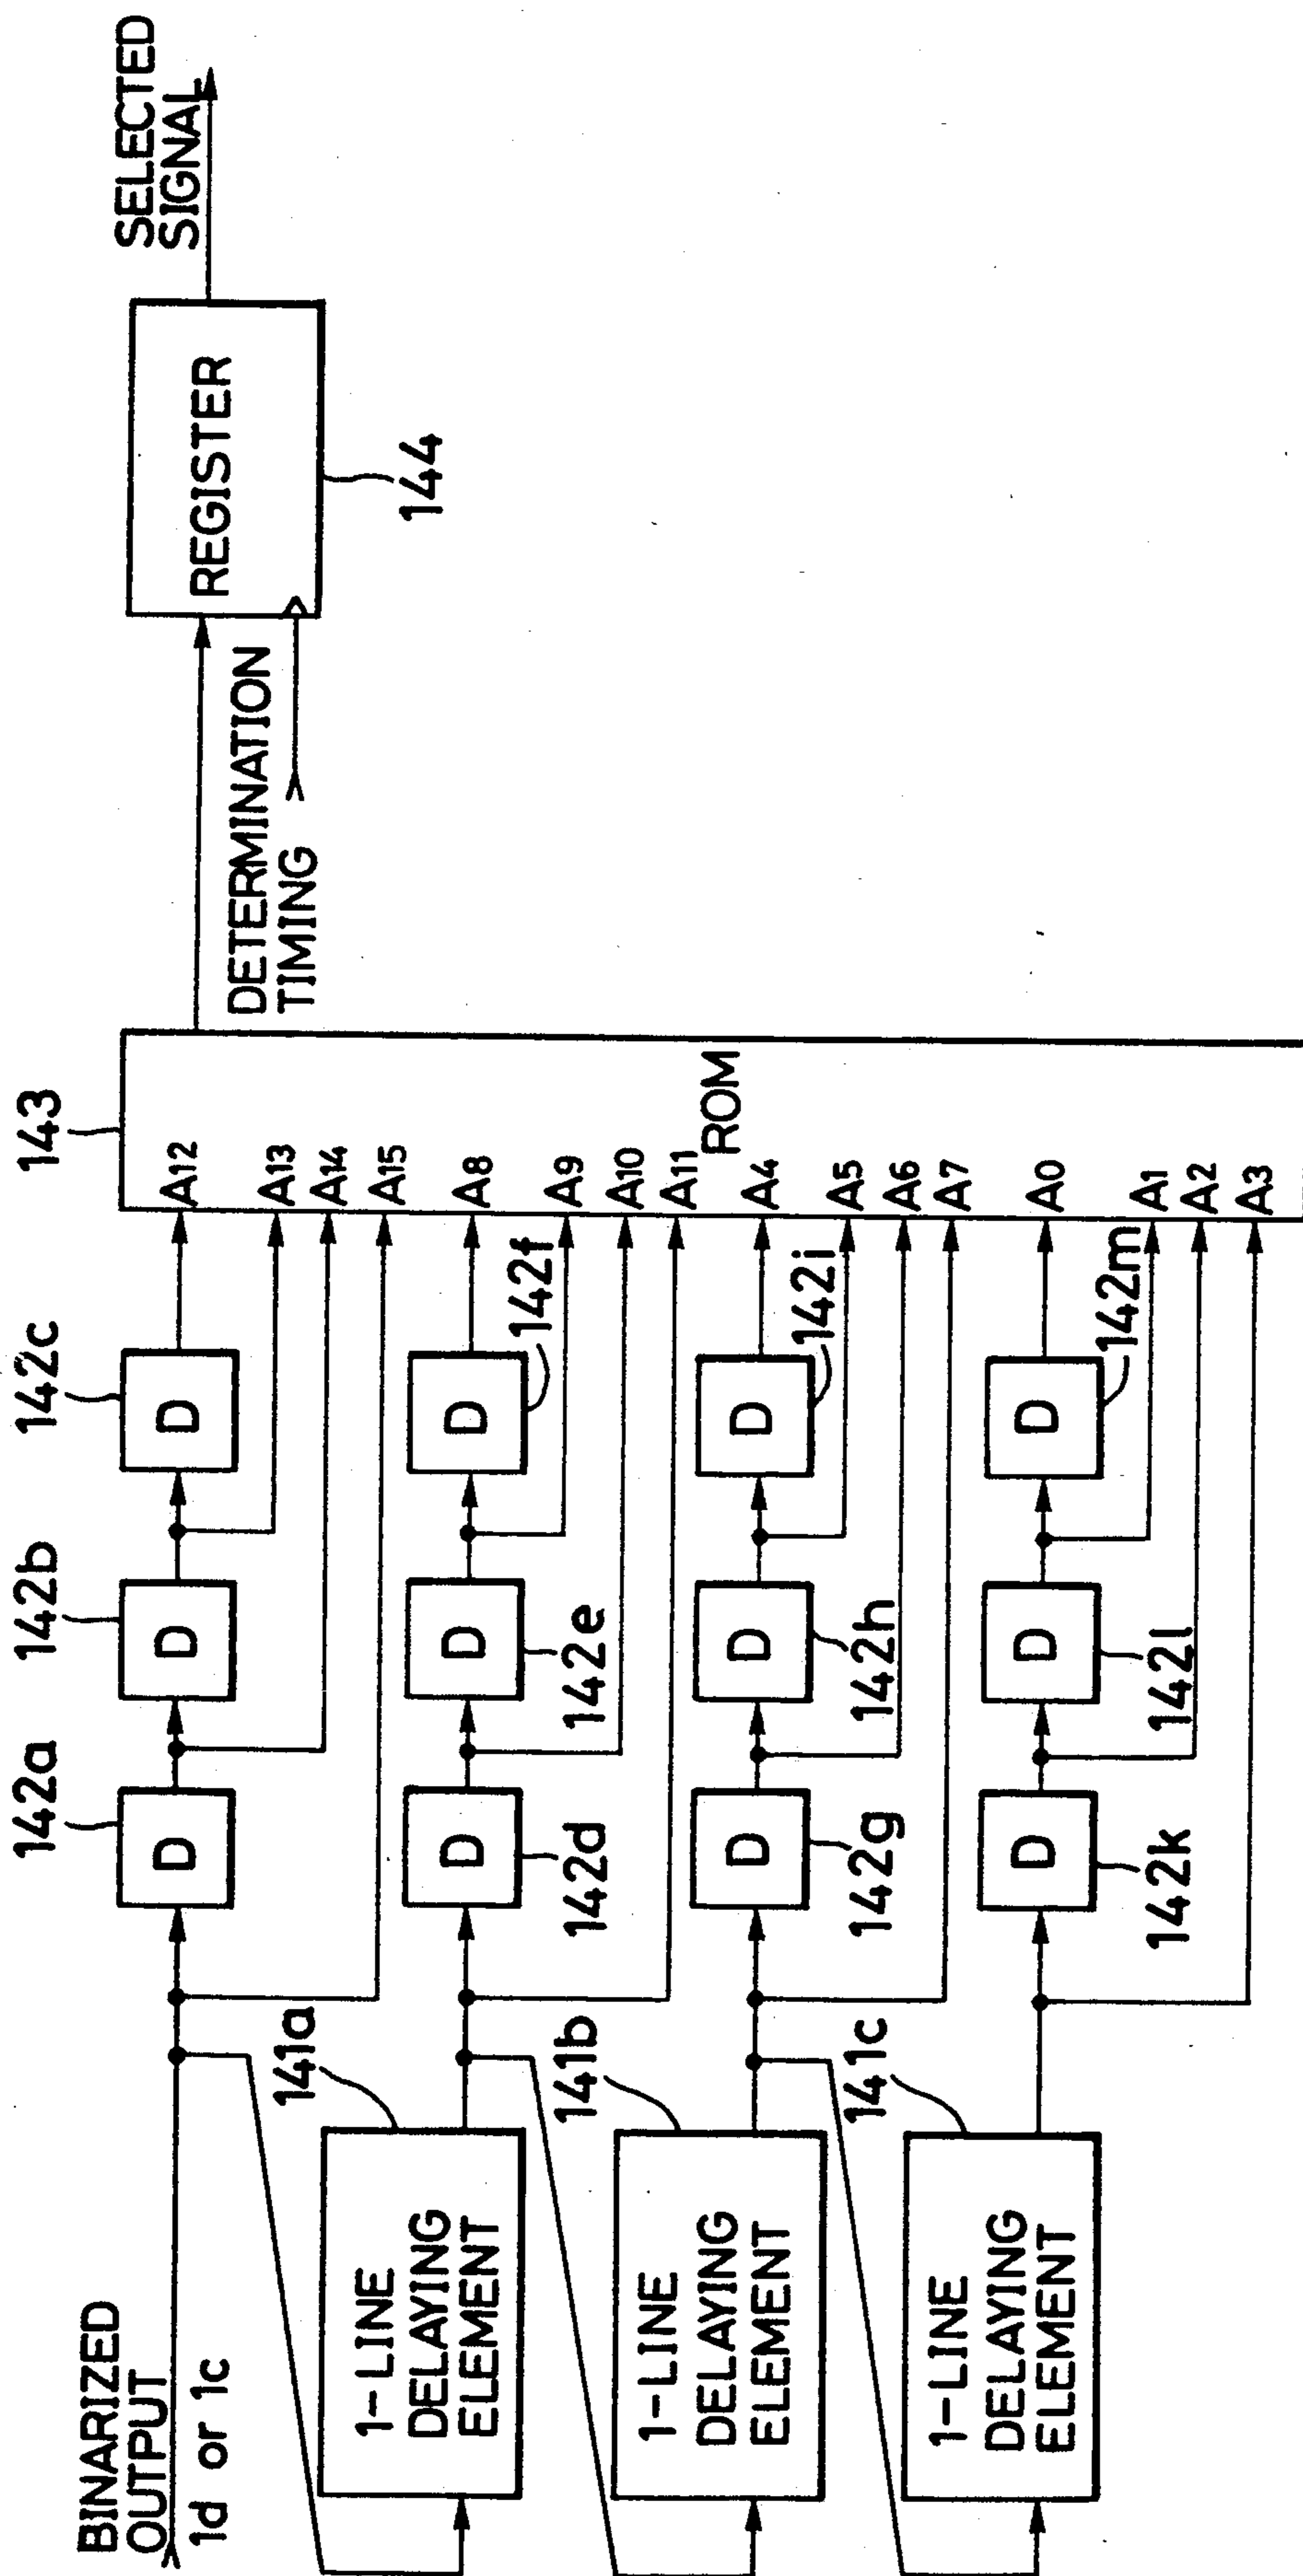 BINARIZED
OUTPUT
1d or 1c
142a
142b
142c
143
D
D
D
A12
A13
A14
A15
DETERMINATION
TIMING
REGISTER
144
SELECTED
SIGNAL
141a
1-LINE
DELAYING
ELEMENT
D
D
D
142d
142e
142f
A8
A9
A10
A11
141b
1-LINE
DELAYING
ELEMENT
D
D
D
142g
142h
142i
A4
A5
A6
A7
ROM
141c
1-LINE
DELAYING
ELEMENT
D
D
D
142k
142l
142m
A0
A1
A2
A3